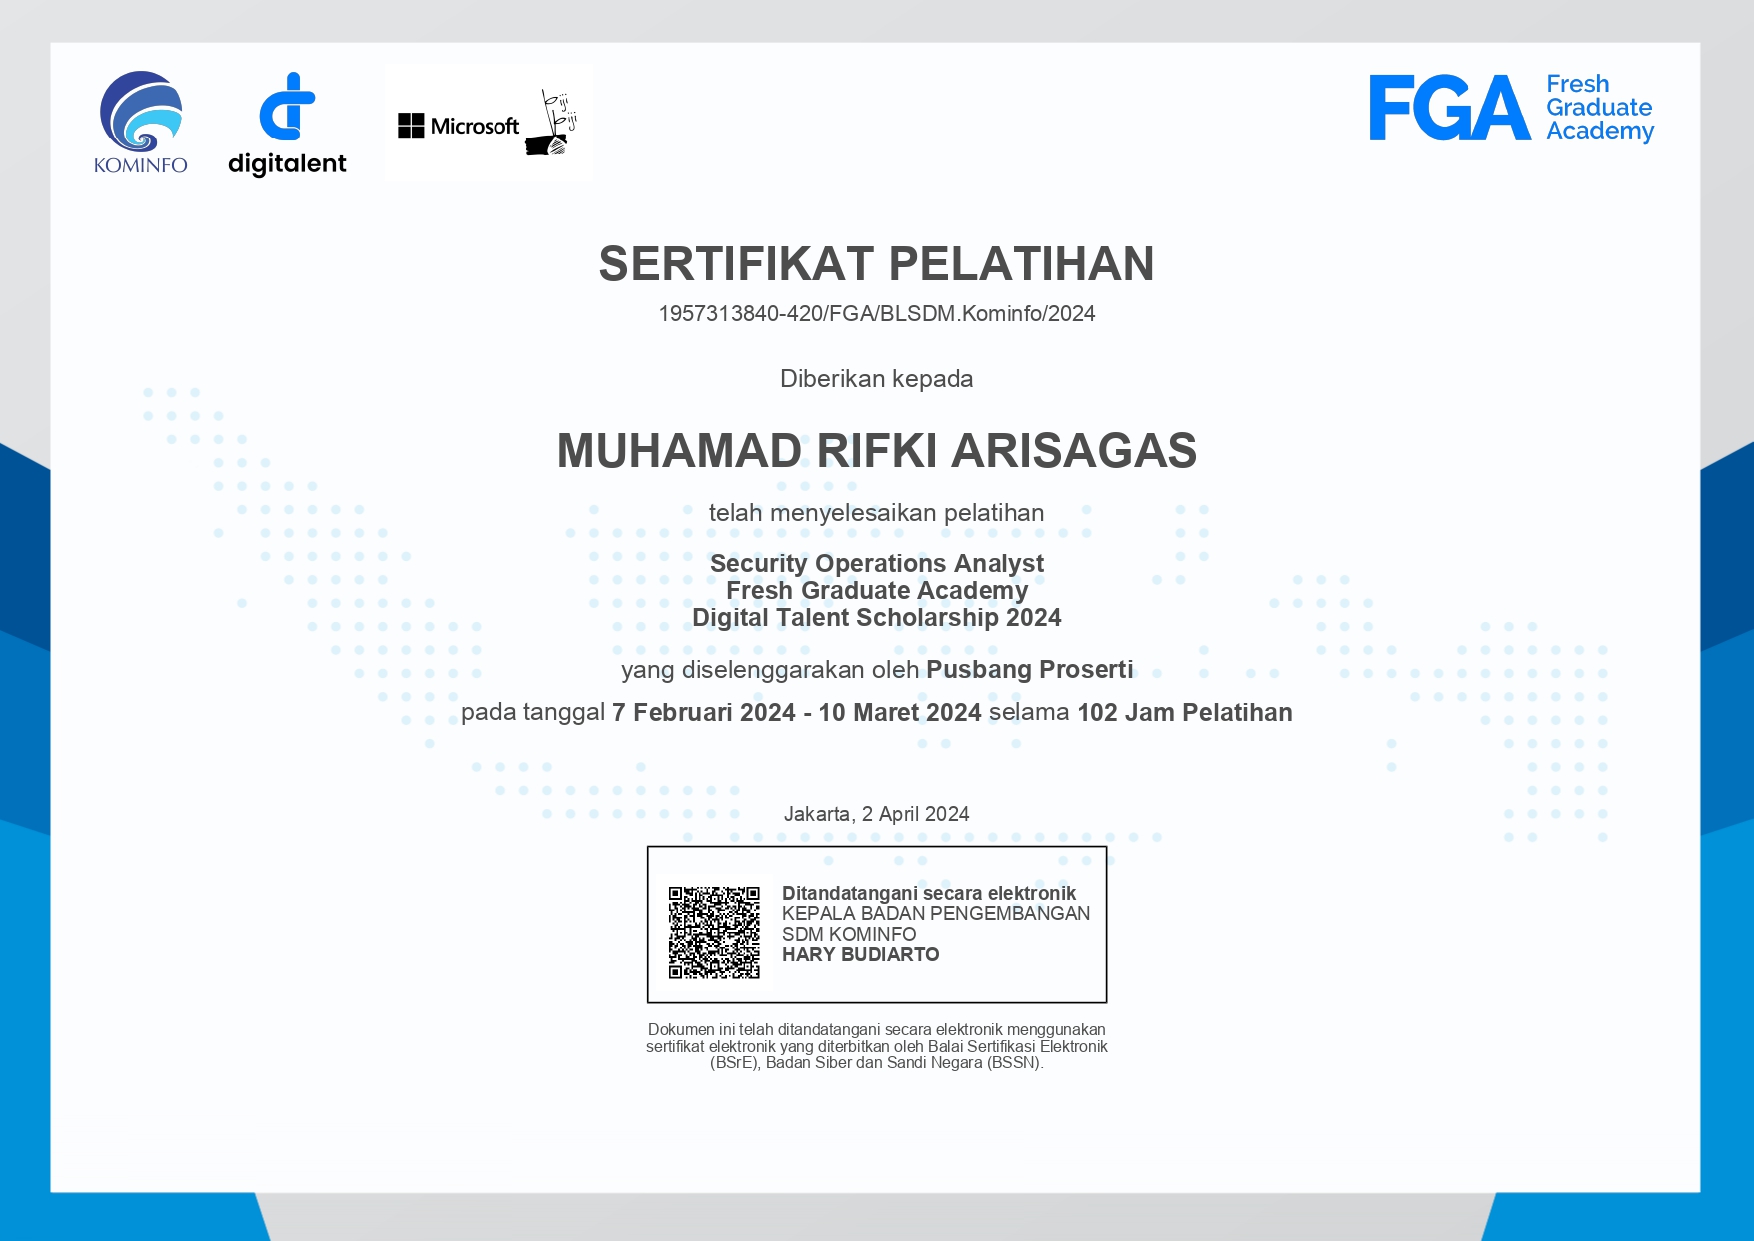 KOMINFO
digitalent
Microsoft
biji
biji
FGA
Fresh
Graduate
Academy
SERTIFIKAT PELATIHAN
1957313840-420/FGA/BLSDM.Kominfo/2024
Diberikan kepada
MUHAMAD RIFKI ARISAGAS
telah menyelesaikan pelatihan
Security Operations Analyst
Fresh Graduate Academy
Digital Talent Scholarship 2024
yang diselenggarakan oleh Pusbang Proserti
pada tanggal 7 Februari 2024 - 10 Maret 2024 selama 102 Jam Pelatihan
Jakarta, 2 April 2024
Ditandatangani secara elektronik
KEPALA BADAN PENGEMBANGAN
SDM KOMINFO
HARY BUDIARTO
Dokumen ini telah ditandatangani secara elektronik menggunakan
sertifikat elektronik yang diterbitkan oleh Balai Sertifikasi Elektronik
(BSrE), Badan Siber dan Sandi Negara (BSSN).